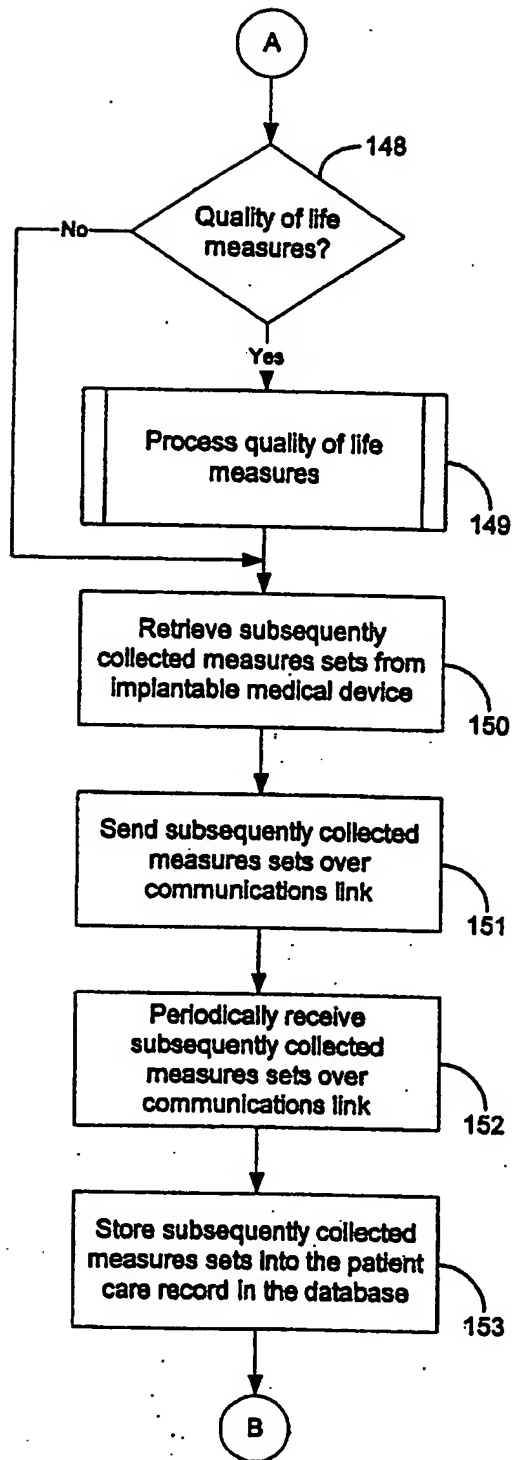 A
148
Quality of life
measures?
No
Yes
Process quality of life
measures
149
Retrieve subsequently
collected measures sets from
implantable medical device
150
Send subsequently collected
measures sets over
communications link
151
Periodically receive
subsequently collected
measures sets over
communications link
152
Store subsequently collected
measures sets into the patient
care record in the database
153
B